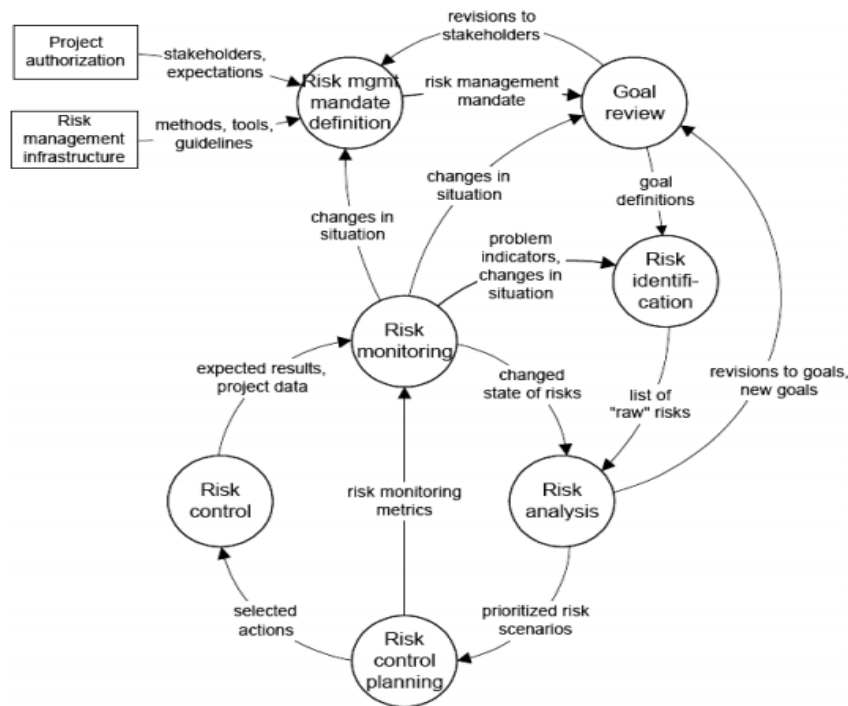 Project
authorization
stakeholders,
expectations
revisions to
stakeholders
Risk mgmt
mandate
definition
risk management
mandate
Goal
review
Risk
management
infrastructure
methods, tools,
guidelines
changes in
situation
changes in
situation
goal
definitions
problem
indicators,
changes in
situation
Risk
identifi-
cation
Risk
monitoring
expected results,
project data
changed
state of risks
list of
"raw" risks
revisions to goals,
new goals
Risk
control
risk monitoring
metrics
Risk
analysis
selected
actions
prioritized risk
scenarios
Risk
control
planning